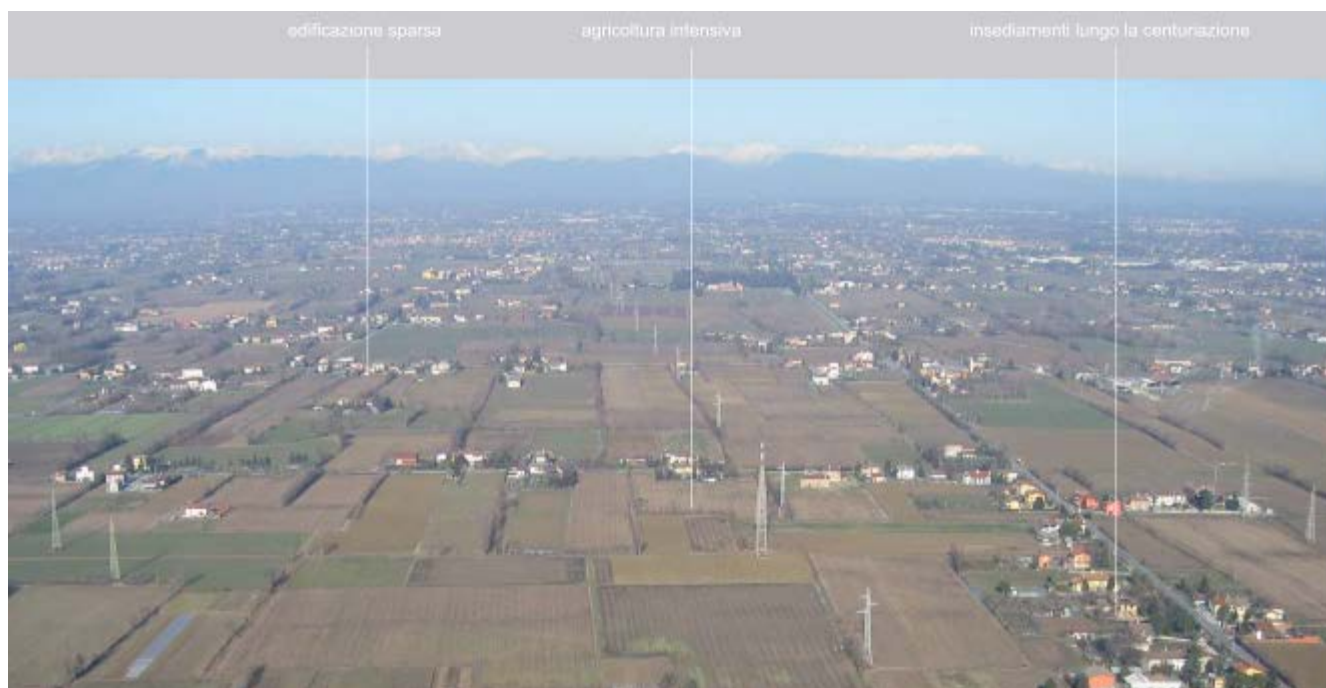 edificazione sparsa
agricoltura intensiva
insediamenti lungo la centuriazione